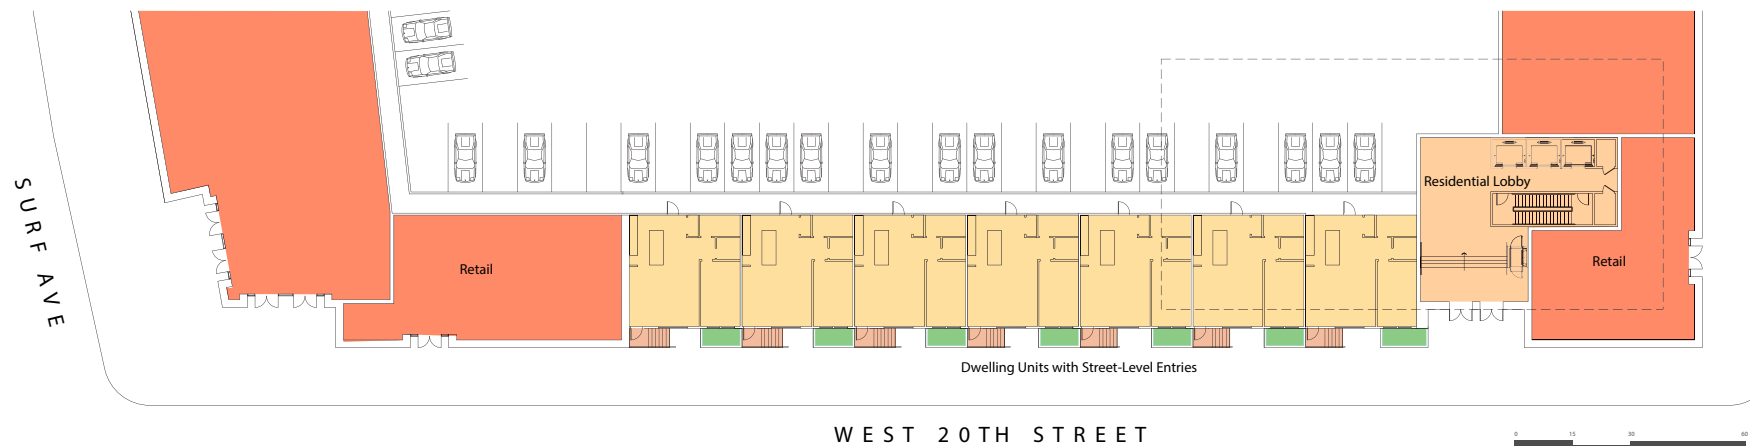 SURF AVE
Residential Lobby
Retail
Retail
Dwelling Units with Street-Level Entries
WEST 20TH STREET
0 15 30 60